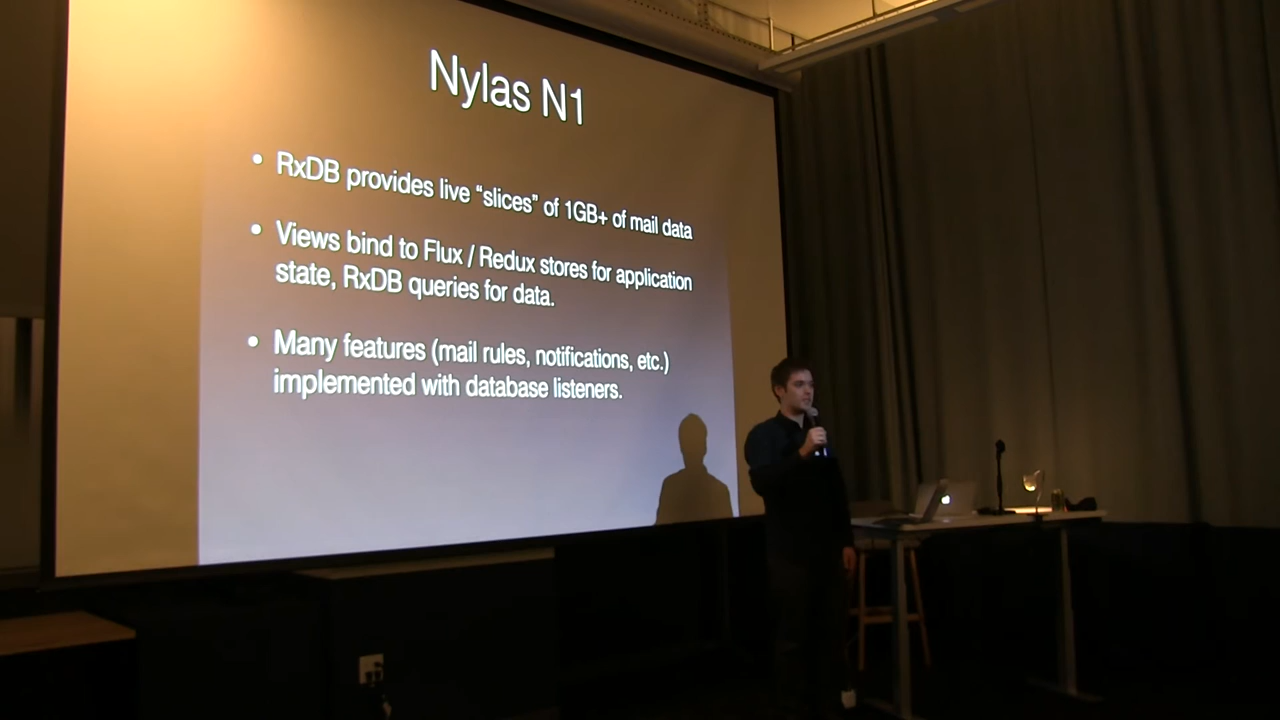 Nylas N1
• RxDB provides live “slices” of 1GB+ of mail data
• Views bind to Flux / Redux stores for application
state, RxDB queries for data.
• Many features (mail rules, notifications, etc.)
implemented with database listeners.